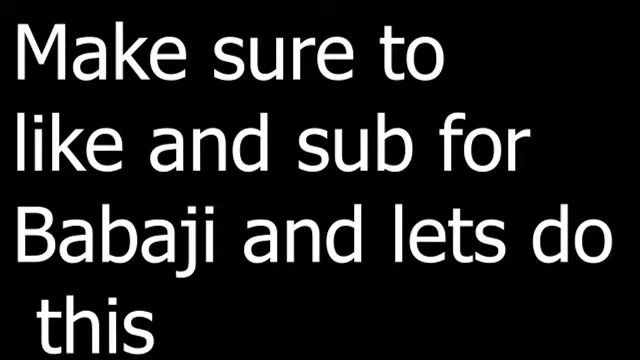 Make sure to
like and sub for
Babaji and lets do
this